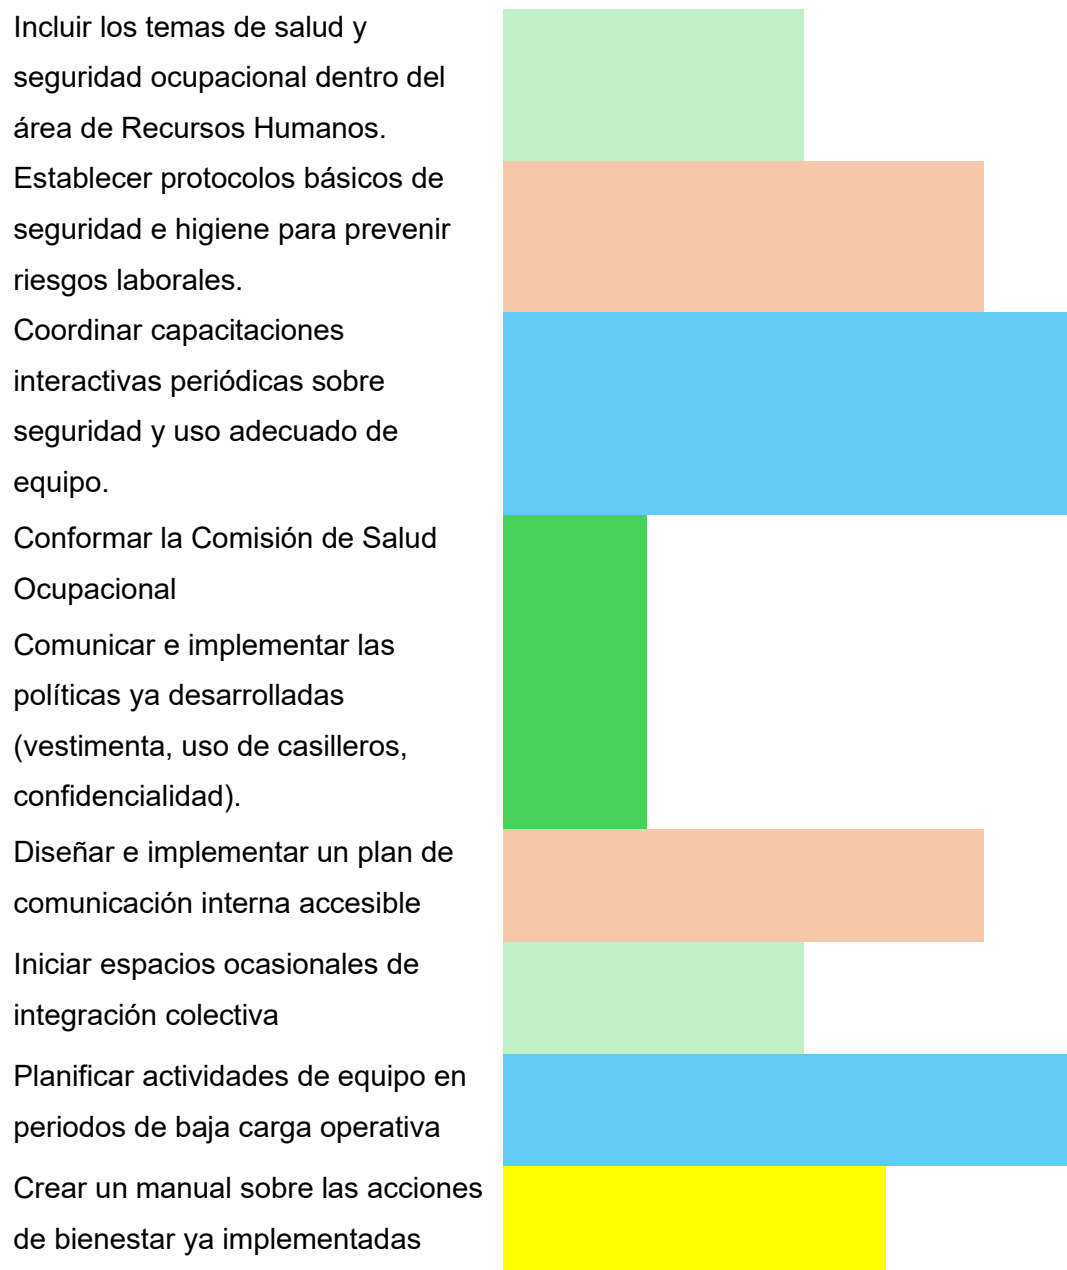 Incluir los temas de salud y
seguridad ocupacional dentro del
área de Recursos Humanos.
Establecer protocolos básicos de
seguridad e higiene para prevenir
riesgos laborales.
Coordinar capacitaciones
interactivas periódicas sobre
seguridad y uso adecuado de
equipo.
Conformar la Comisión de Salud
Ocupacional
Comunicar e implementar las
políticas ya desarrolladas
(vestimenta, uso de casilleros,
confidencialidad).
Diseñar e implementar un plan de
comunicación interna accesible
Iniciar espacios ocasionales de
integración colectiva
Planificar actividades de equipo en
periodos de baja carga operativa
Crear un manual sobre las acciones
de bienestar ya implementadas